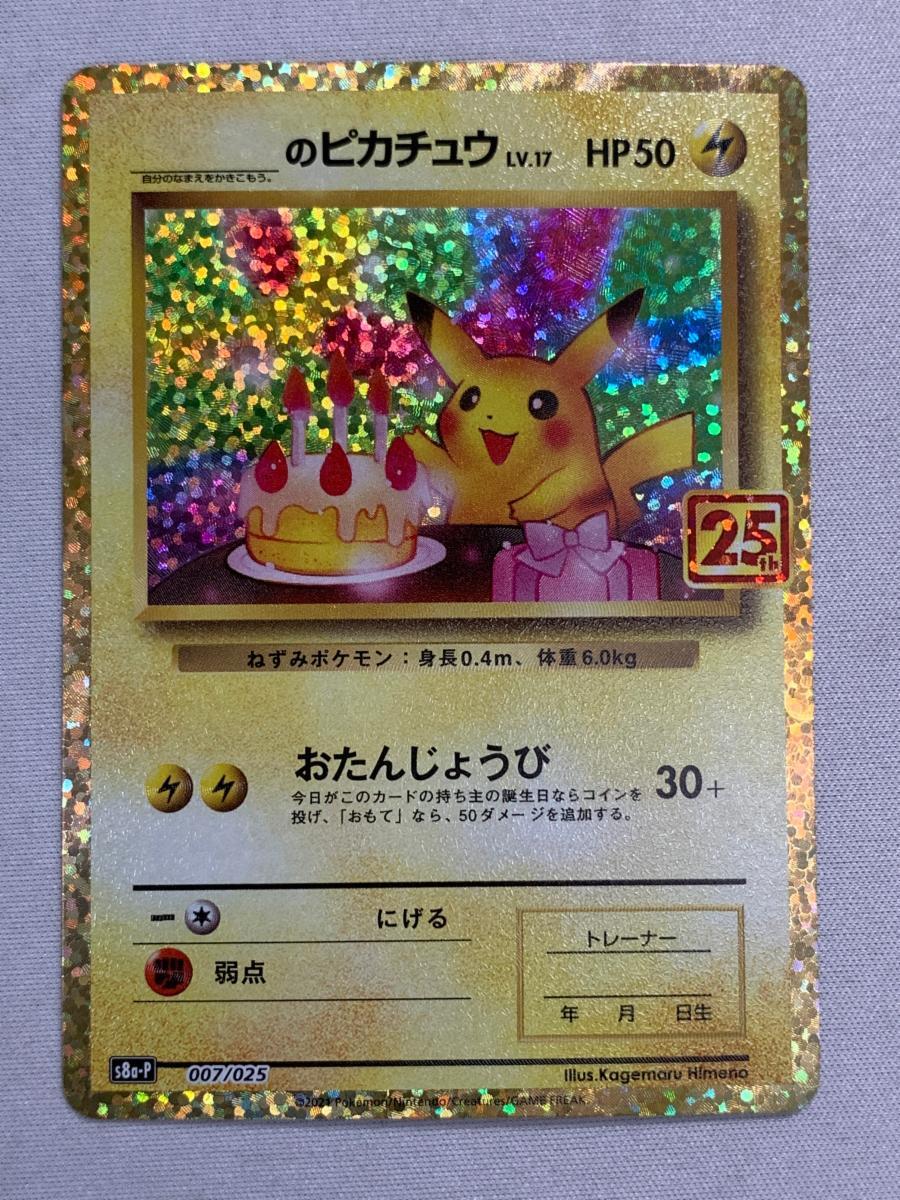 のピカチュウ LV.17 HP50
自分のなまえをかきこもう。
25th
ねずみポケモン：身長0.4m、体重6.0kg
おたんじょうび 30+
今日がこのカードの持ち主の誕生日ならコインを
投げ、「おもて」なら、50ダメージを追加する。
にげる
弱点
トレーナー
年 月 日生
s8a-P 007/025
Illus.Kagemaru Himeno
©2021 Pokémon/Nintendo/Creatures/GAME FREAK.